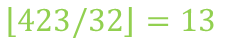 ⌊423/32⌋ = 13